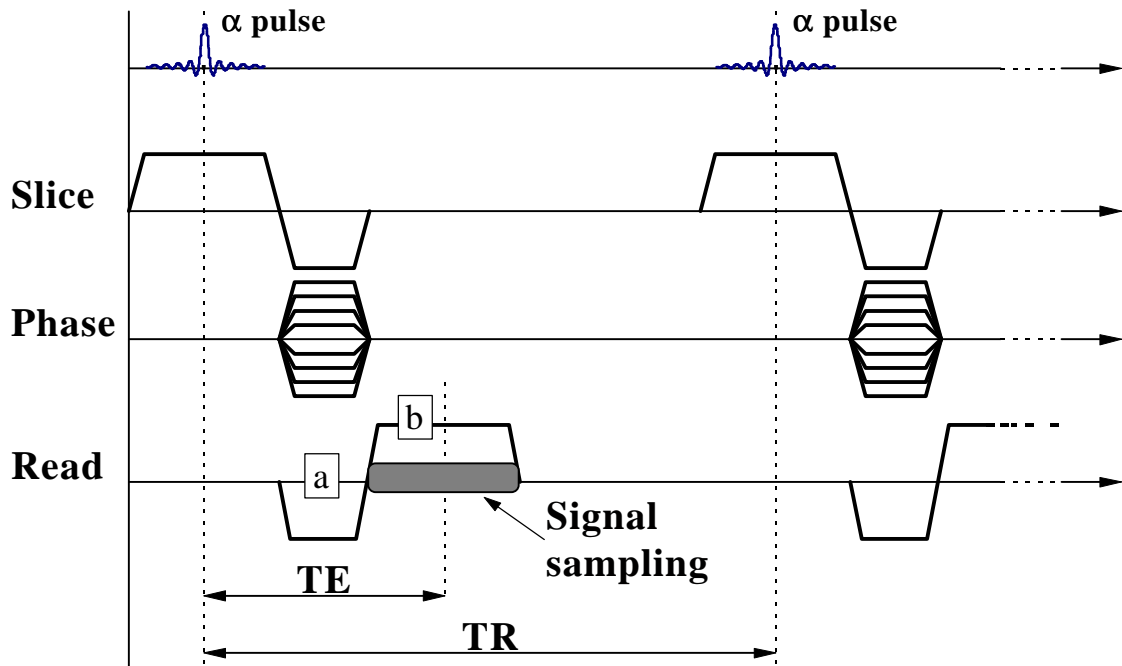 α pulse
α pulse
Slice
Phase
b
Read
a
Signal
sampling
TE
TR